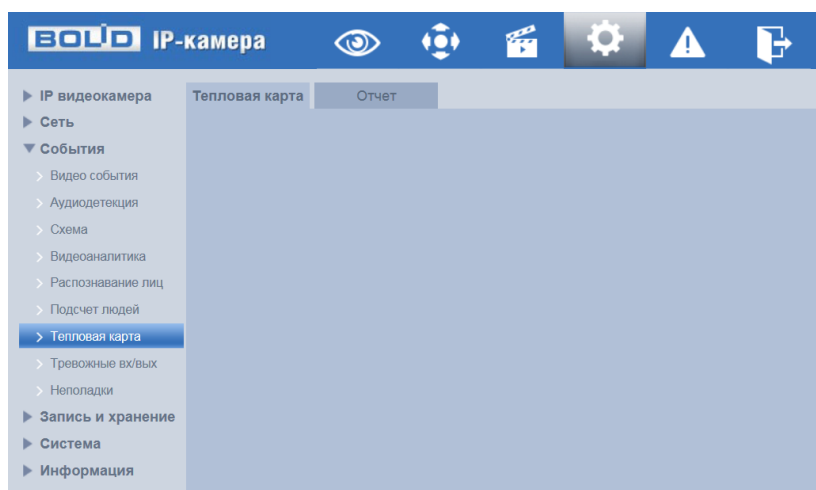 BOLID IP-камера
IP видеокамера
Тепловая карта Отчет
Сеть
События
Видео события
Аудиодетекция
Схема
Видеоаналитика
Распознавание лиц
Подсчет людей
Тепловая карта
Тревожные вх/вых
Неполадки
Запись и хранение
Система
Информация